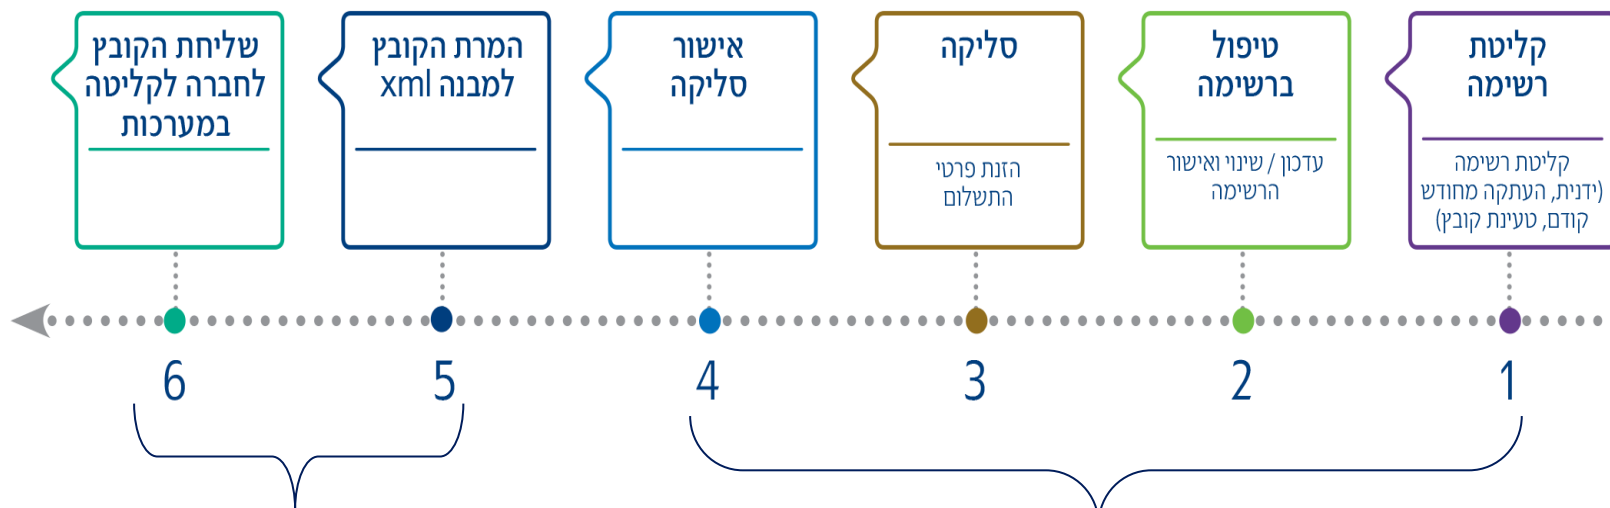 קליטת
רשימה
קליטת רשימה
(ידנית, העתקה מחודש
קודם, טעינת קובץ)
1
טיפול
ברשימה
עדכון / שינוי ואישור
הרשימה
2
סליקה
הזנת פרטי
התשלום
3
אישור
סליקה
4
המרת הקובץ
למבנה xml
5
שליחת הקובץ
לחברה לקליטה
במערכות
6